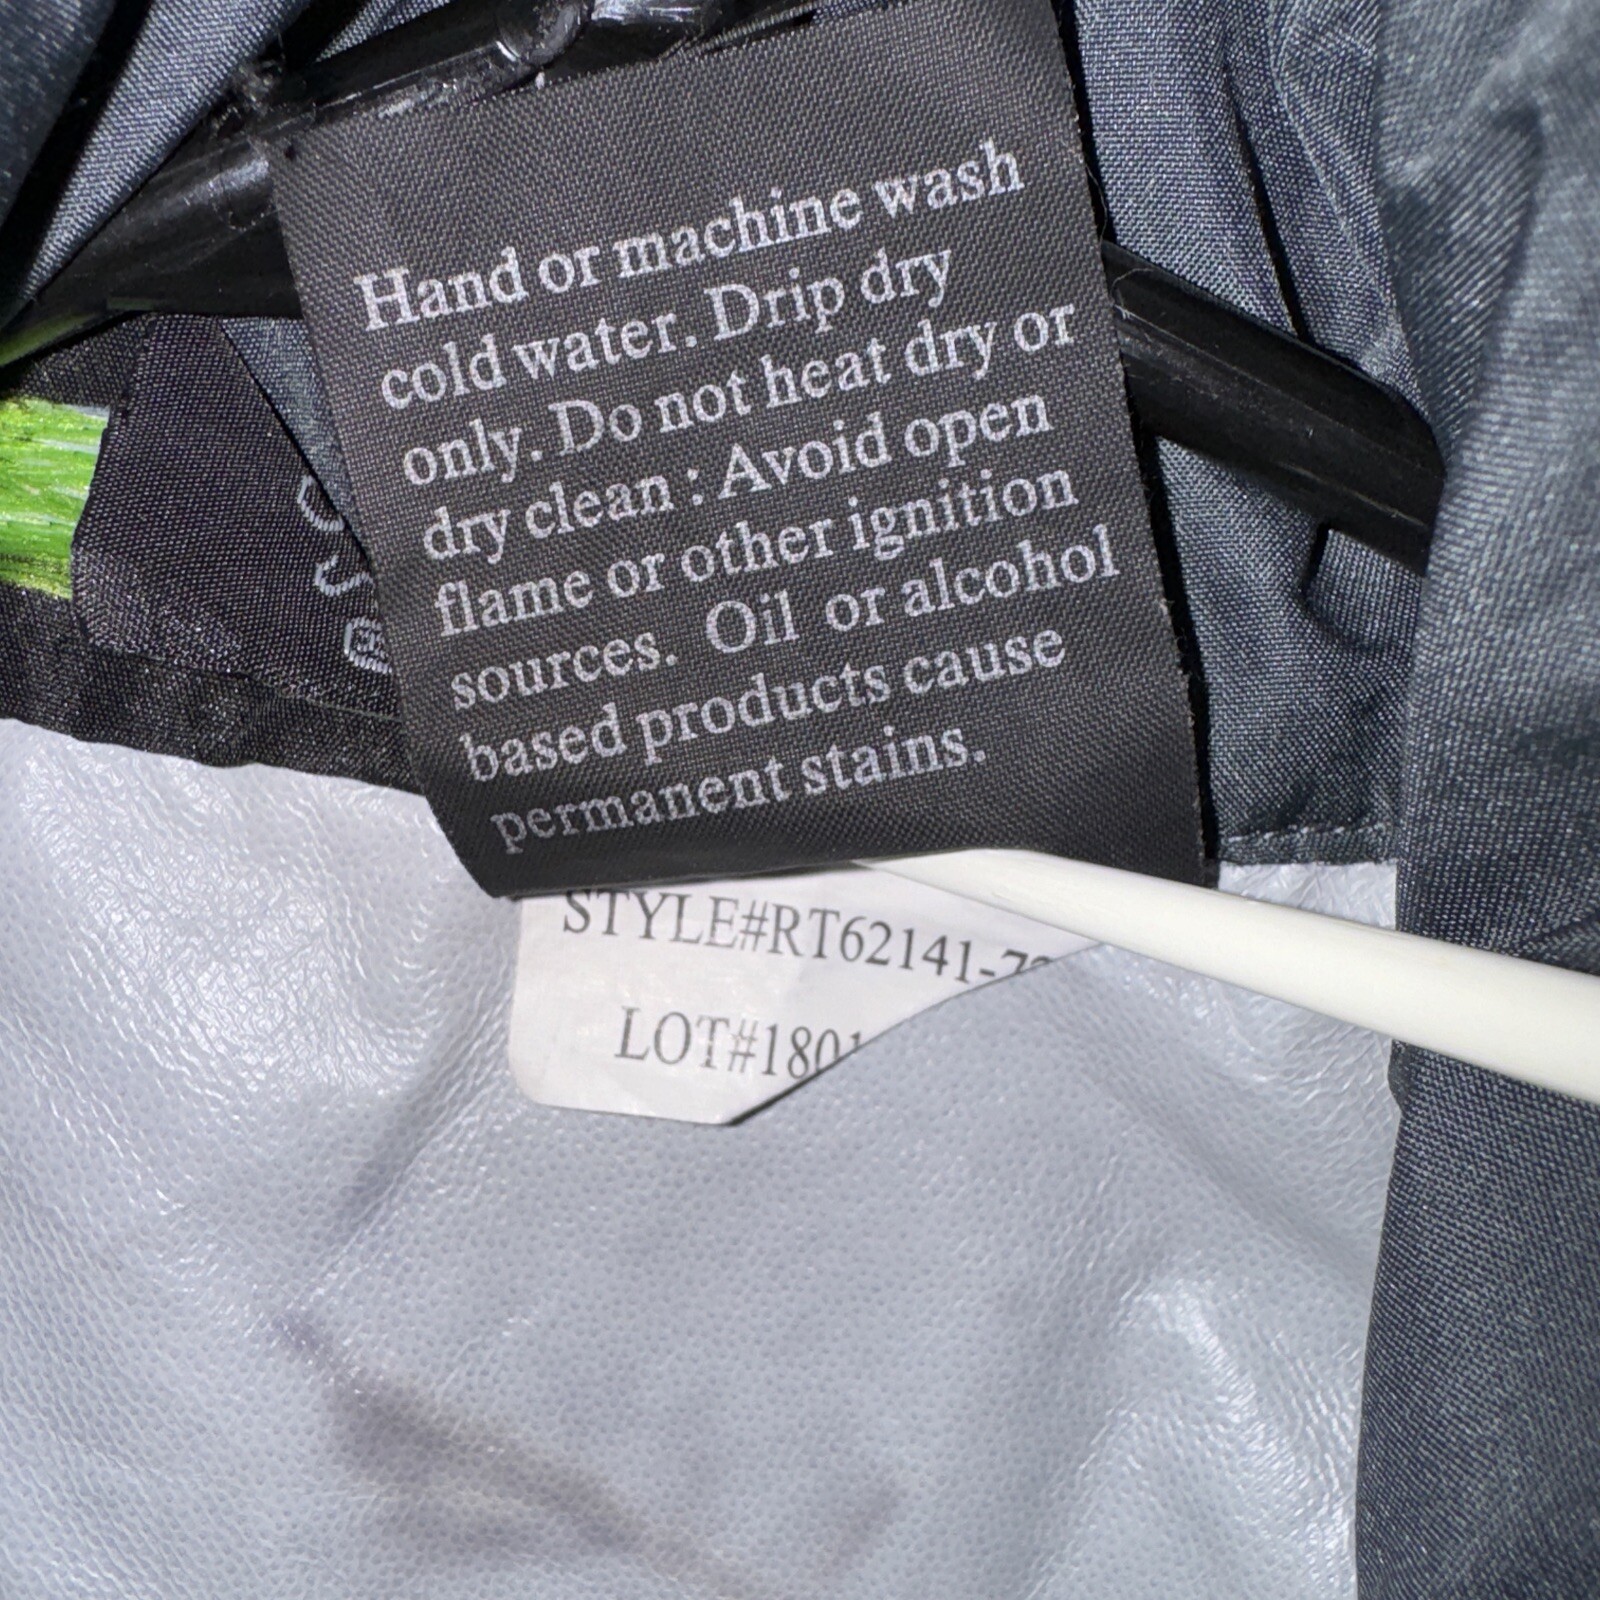 Hand or machine wash
cold water. Drip dry
only. Do not heat dry or
dry clean : Avoid open
flame or other ignition
sources. Oil or alcohol
based products cause
permanent stains.
STYLE#RT62141-
LOT#1801